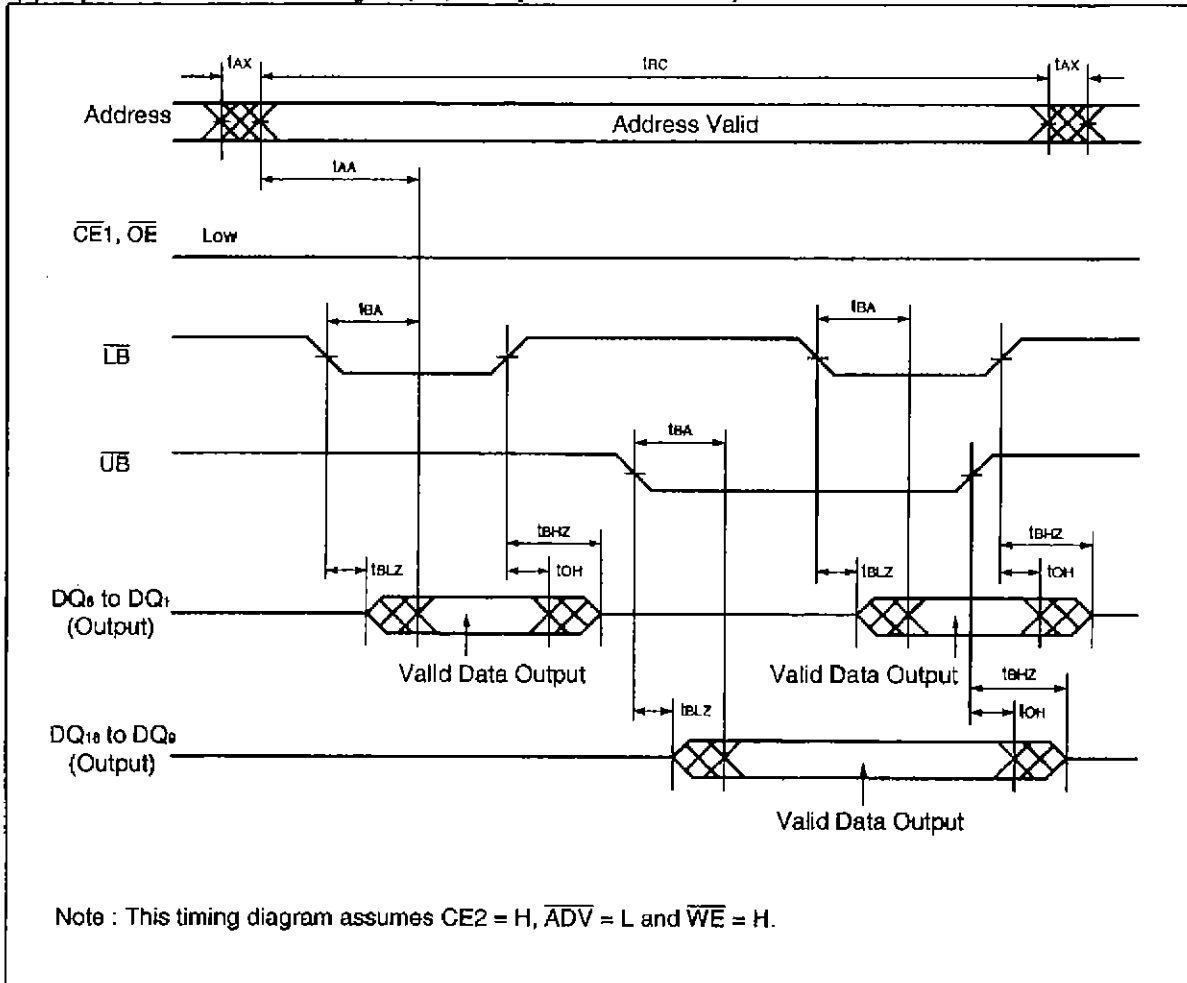 tAX tRC tAX
Address Address Valid
tAA
CE1, OE Low
tBA tBA
LB
tBA
UB
tBHZ tBHZ
tBLZ tOH tBLZ tOH
DQ8 to DQ1
(Output)
Valid Data Output Valid Data Output
tBHZ
tBLZ tOH
DQ16 to DQ9
(Output)
Valid Data Output
Note : This timing diagram assumes CE2 = H, ADV = L and WE = H.